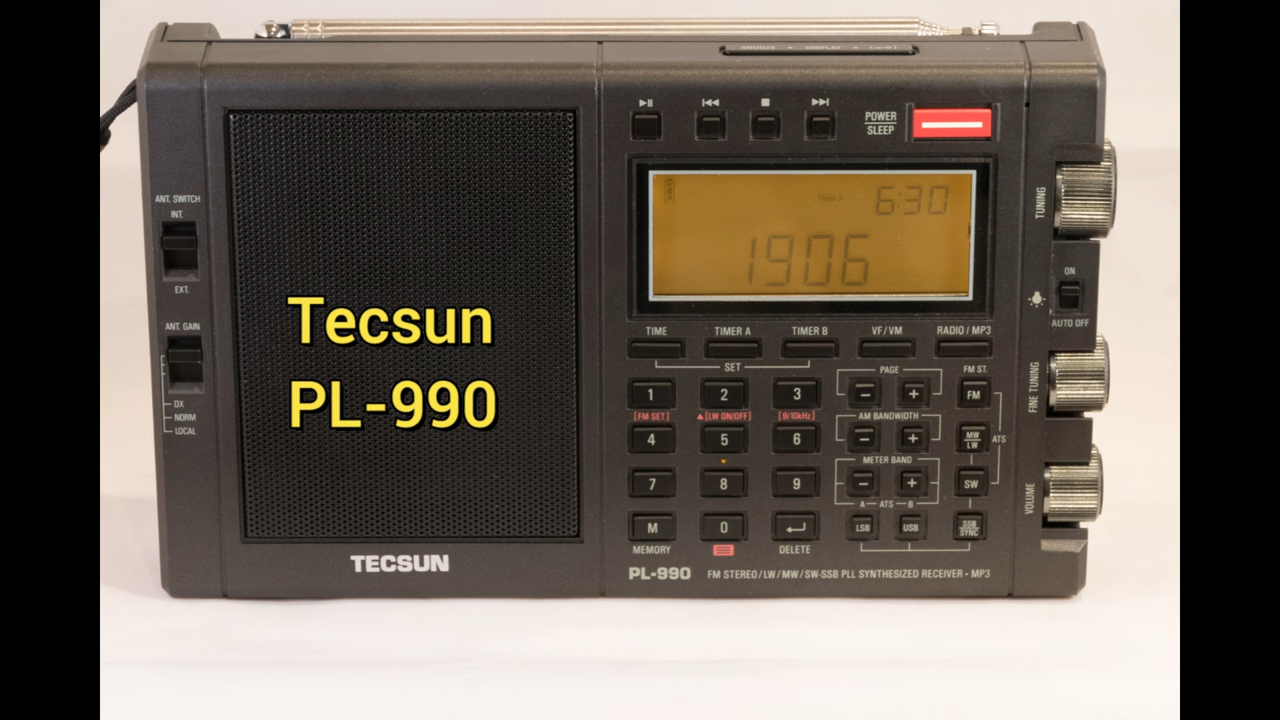 SNOOZE • DISPLAY •
POWER
SLEEP
ANT. SWITCH
INT.
EXT.
ANT. GAIN
DX
NORM
LOCAL
Tecsun
PL-990
TECSUN
6:30
1906
TUNING
ON
AUTO OFF
FINE TUNING
VOLUME
TIME TIMER A TIMER B VF/VM RADIO / MP3
SET
PAGE FM ST.
1 2 3 − + FM
[FM SET] [LW ON/OFF] [9/10kHz] AM BANDWIDTH
4 5 6 − + MW/LW ATS
METER BAND
7 8 9 − + SW
A ATS B
M 0 LSB USB SSB/SYNC
MEMORY DELETE
PL-990 FM STEREO/LW/MW/SW-SSB PLL SYNTHESIZED RECEIVER • MP3